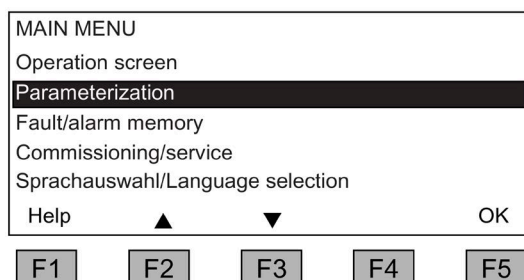 MAIN MENU
Operation screen
Parameterization
Fault/alarm memory
Commissioning/service
Sprachauswahl/Language selection
Help ▲ ▼ OK
F1 F2 F3 F4 F5